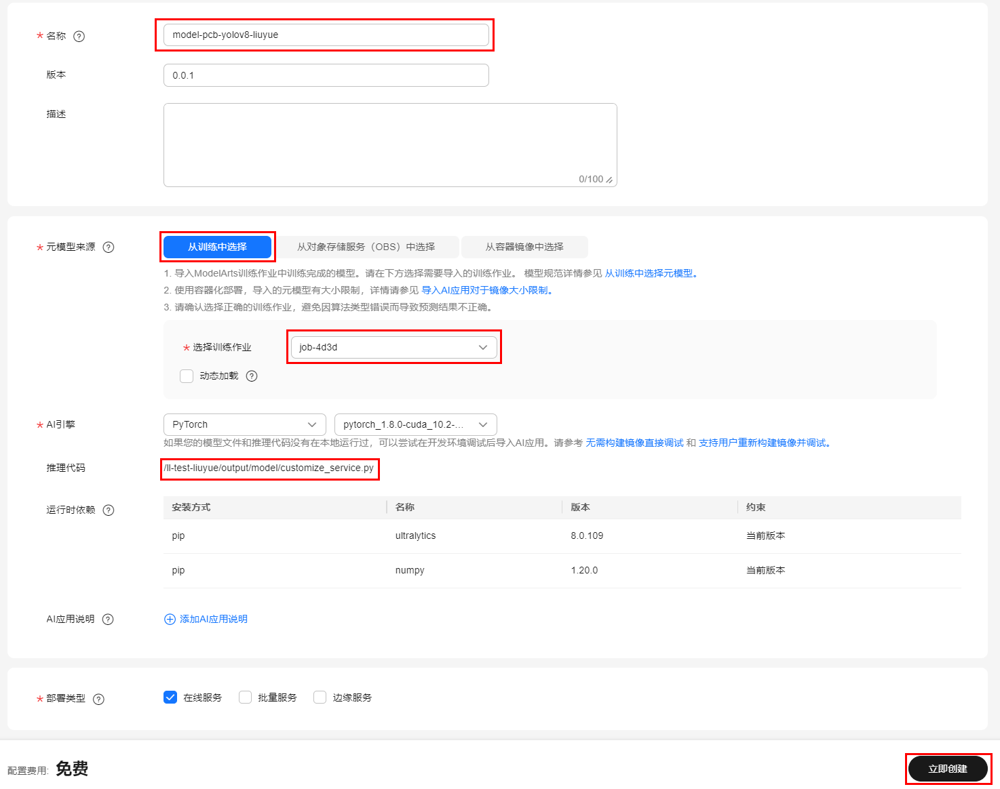 * 名称 ?
model-pcb-yolov8-liuyue
版本
0.0.1
描述
0/100
* 元模型来源 ?
从训练中选择 从对象存储服务（OBS）中选择 从容器镜像中选择
1. 导入ModelArts训练作业中训练完成的模型。请在下方选择需要导入的训练作业。 模型规范详情参见 从训练中选择元模型。
2. 使用容器化部署，导入的元模型有大小限制，详情请参见 导入AI应用对于镜像大小限制。
3. 请确认选择正确的训练作业，避免因算法类型错误而导致预测结果不正确。
* 选择训练作业 job-4d3d
动态加载 ?
* AI引擎 PyTorch pytorch_1.8.0-cuda_10.2-...
如果您的模型文件和推理代码没有在本地运行过，可以尝试在开发环境调试后导入AI应用。请参考 无需构建镜像直接调试 和 支持用户重新构建镜像并调试。
推理代码 /ll-test-liuyue/output/model/customize_service.py
运行时依赖 ?
安装方式 名称 版本 约束
pip ultralytics 8.0.109 当前版本
pip numpy 1.20.0 当前版本
AI应用说明 ? 添加AI应用说明
* 部署类型 ? 在线服务 批量服务 边缘服务
配置费用: 免费
立即创建